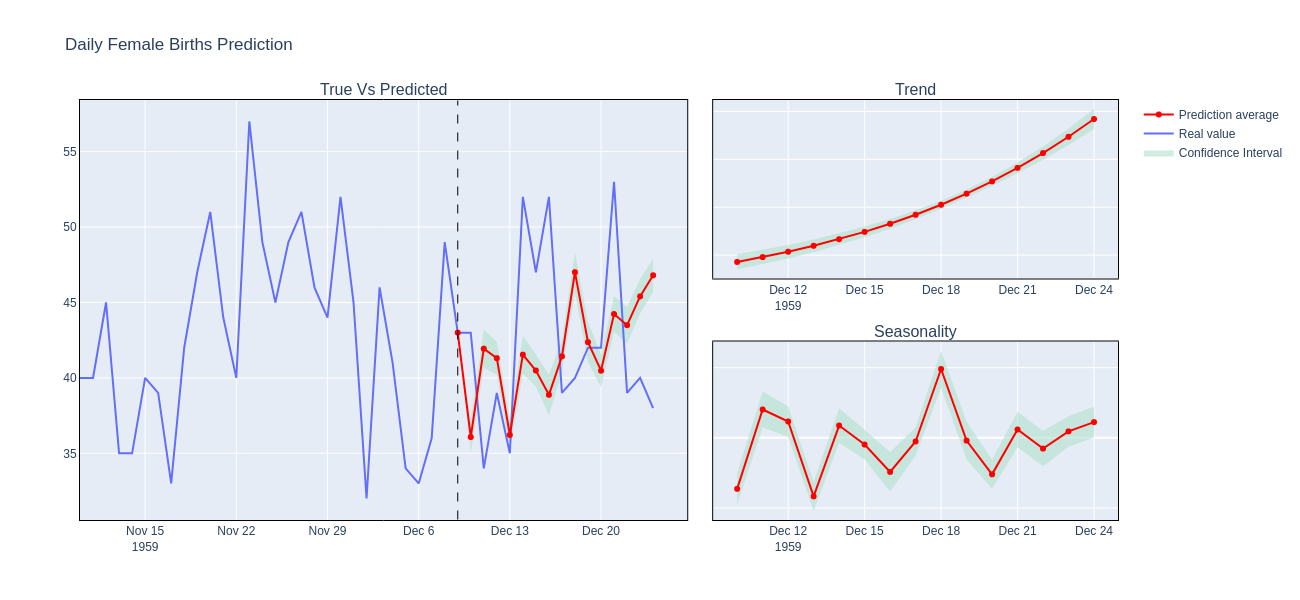 Daily Female Births Prediction
True Vs Predicted
55
50
45
40
35
Nov 15
1959
Nov 22
Nov 29
Dec 6
Dec 13
Dec 20
Trend
Dec 12
1959
Dec 15
Dec 18
Dec 21
Dec 24
Seasonality
Dec 12
1959
Dec 15
Dec 18
Dec 21
Dec 24
Prediction average
Real value
Confidence Interval